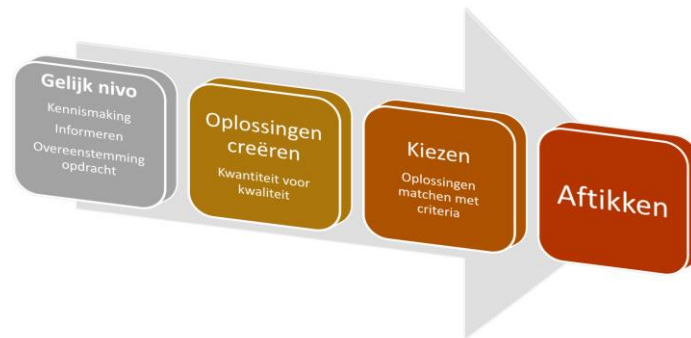 Gelijk nivo
Kennismaking
Informeren
Overeenstemming
opdracht
Oplossingen
creëren
Kwantiteit voor
kwaliteit
Kiezen
Oplossingen
matchen met
criteria
Aftikken